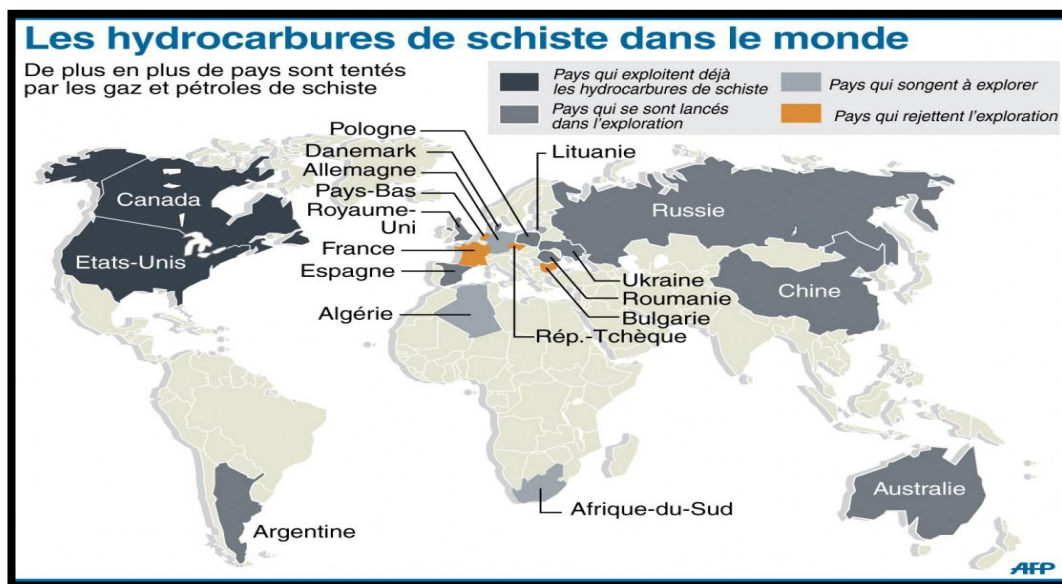 Les hydrocarbures de schiste dans le monde
De plus en plus de pays sont tentés
par les gaz et pétroles de schiste
Pays qui exploitent déjà
les hydrocarbures de schiste
Pays qui se sont lancés
dans l'exploration
Pays qui songent à explorer
Pays qui rejettent l'exploration
Pologne
Danemark
Allemagne
Pays-Bas
Royaume-
Uni
France
Espagne
Algérie
Lituanie
Canada
Etats-Unis
Russie
Chine
Ukraine
Roumanie
Bulgarie
Rép.-Tchèque
Argentine
Afrique-du-Sud
Australie
AFP